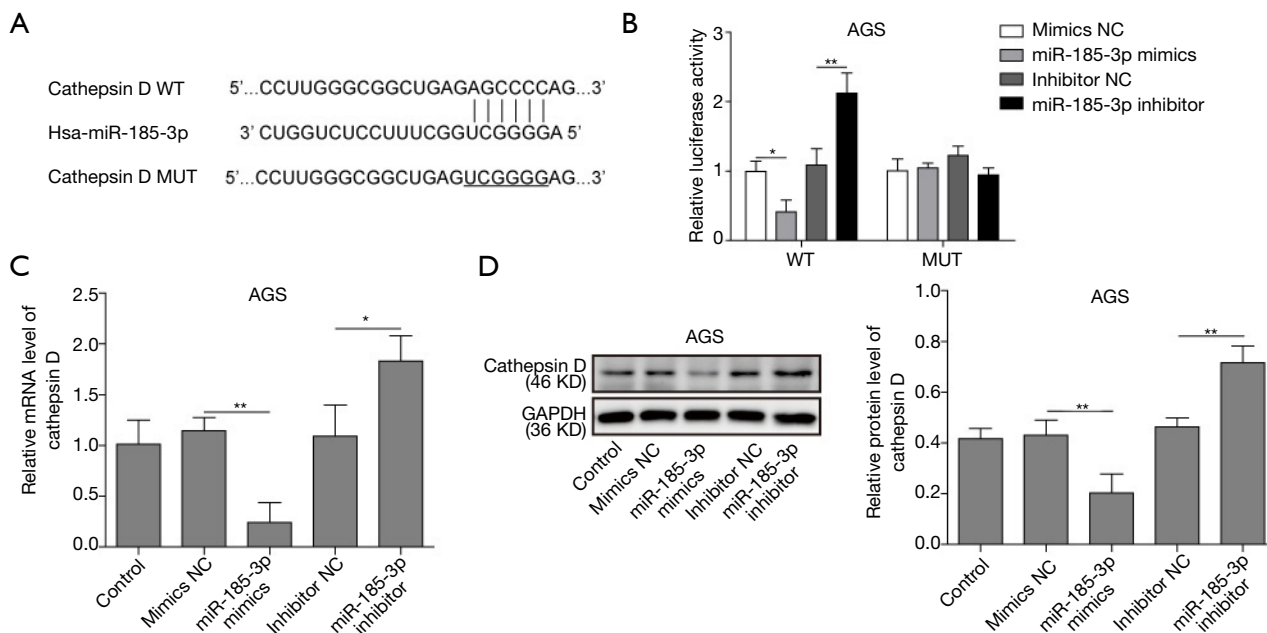 A
Cathepsin D WT 5’...CCUUGGGCGGCUGAGAGCCCCAG...3’
Hsa-miR-185-3p 3’ CUGGUCUCCUUUCGGUCGGGGA 5’
Cathepsin D MUT 5’...CCUUGGGCGGCUGAGUCGGGGAG...3’
B
AGS
Relative luciferase activity
3
2
1
0
*
**
WT
MUT
Mimics NC
miR-185-3p mimics
Inhibitor NC
miR-185-3p inhibitor
C
AGS
Relative mRNA level of
cathepsin D
2.5
2.0
1.5
1.0
0.5
0.0
**
*
Control
Mimics NC
miR-185-3p
mimics
Inhibitor NC
miR-185-3p
inhibitor
D
AGS
Cathepsin D
(46 KD)
GAPDH
(36 KD)
Control
Mimics NC
miR-185-3p
mimics
Inhibitor NC
miR-185-3p
inhibitor
AGS
Relative protein level of
cathepsin D
1.0
0.8
0.6
0.4
0.2
0.0
**
**
Control
Mimics NC
miR-185-3p
mimics
Inhibitor NC
miR-185-3p
inhibitor